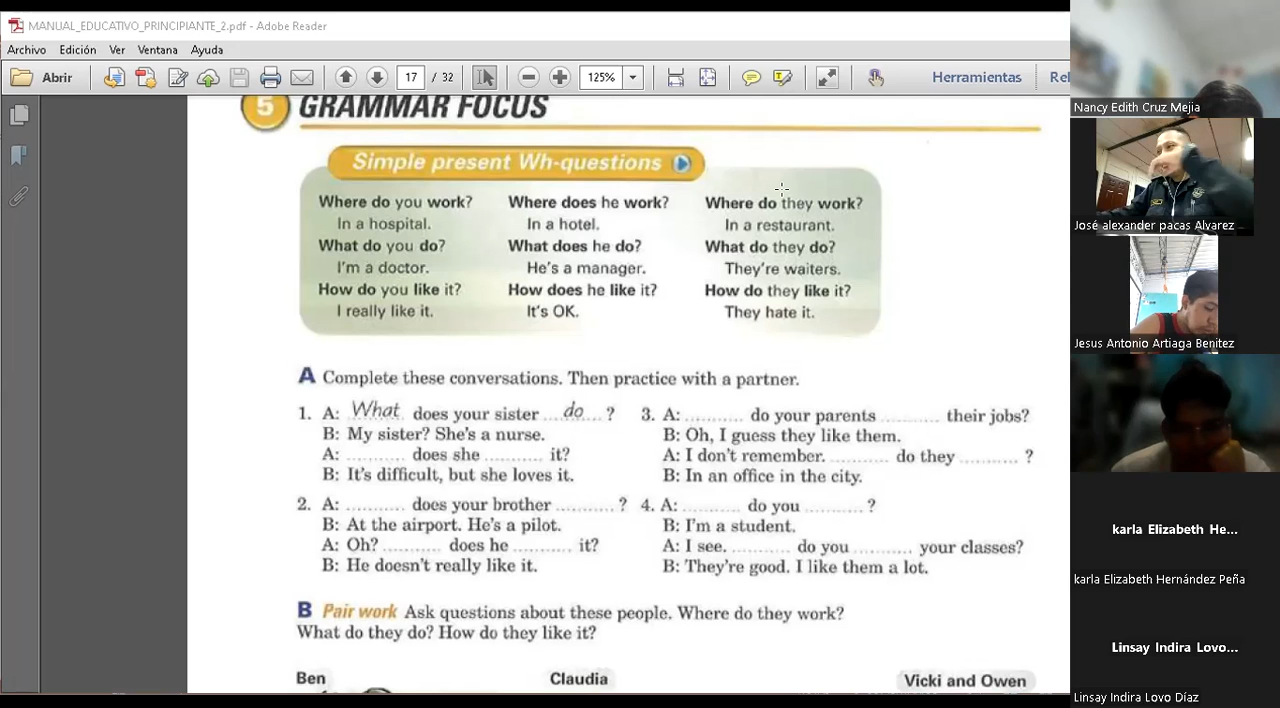 MANUAL_EDUCATIVO_PRINCIPIANTE_2.pdf - Adobe Reader
Archivo Edición Ver Ventana Ayuda
Abrir 17 / 32 125% Herramientas Rel
5 GRAMMAR FOCUS
Simple present Wh-questions
Where do you work? Where does he work? Where do they work?
In a hospital. In a hotel. In a restaurant.
What do you do? What does he do? What do they do?
I'm a doctor. He's a manager. They're waiters.
How do you like it? How does he like it? How do they like it?
I really like it. It's OK. They hate it.
A Complete these conversations. Then practice with a partner.
1. A: What does your sister do ?
B: My sister? She's a nurse.
A: .......... does she .......... it?
B: It's difficult, but she loves it.
2. A: .......... does your brother .......... ?
B: At the airport. He's a pilot.
A: Oh? .......... does he .......... it?
B: He doesn't really like it.
3. A: .......... do your parents .......... their jobs?
B: Oh, I guess they like them.
A: I don't remember. .......... do they .......... ?
B: In an office in the city.
4. A: .......... do you .......... ?
B: I'm a student.
A: I see. .......... do you .......... your classes?
B: They're good. I like them a lot.
B Pair work Ask questions about these people. Where do they work?
What do they do? How do they like it?
Ben Claudia Vicki and Owen
Nancy Edith Cruz Mejia
José alexander pacas Alvarez
Jesus Antonio Artiaga Benitez
karla Elizabeth He...
karla Elizabeth Hernández Peña
Linsay Indira Lovo...
Linsay Indira Lovo Díaz